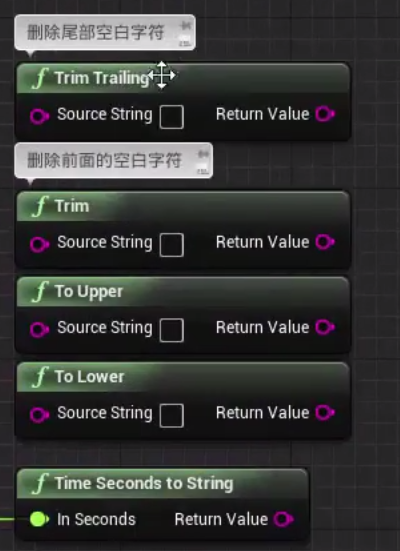 删除尾部空白字符
f Trim Trailing
Source String Return Value
删除前面的空白字符
f Trim
Source String Return Value
f To Upper
Source String Return Value
f To Lower
Source String Return Value
f Time Seconds to String
In Seconds Return Value